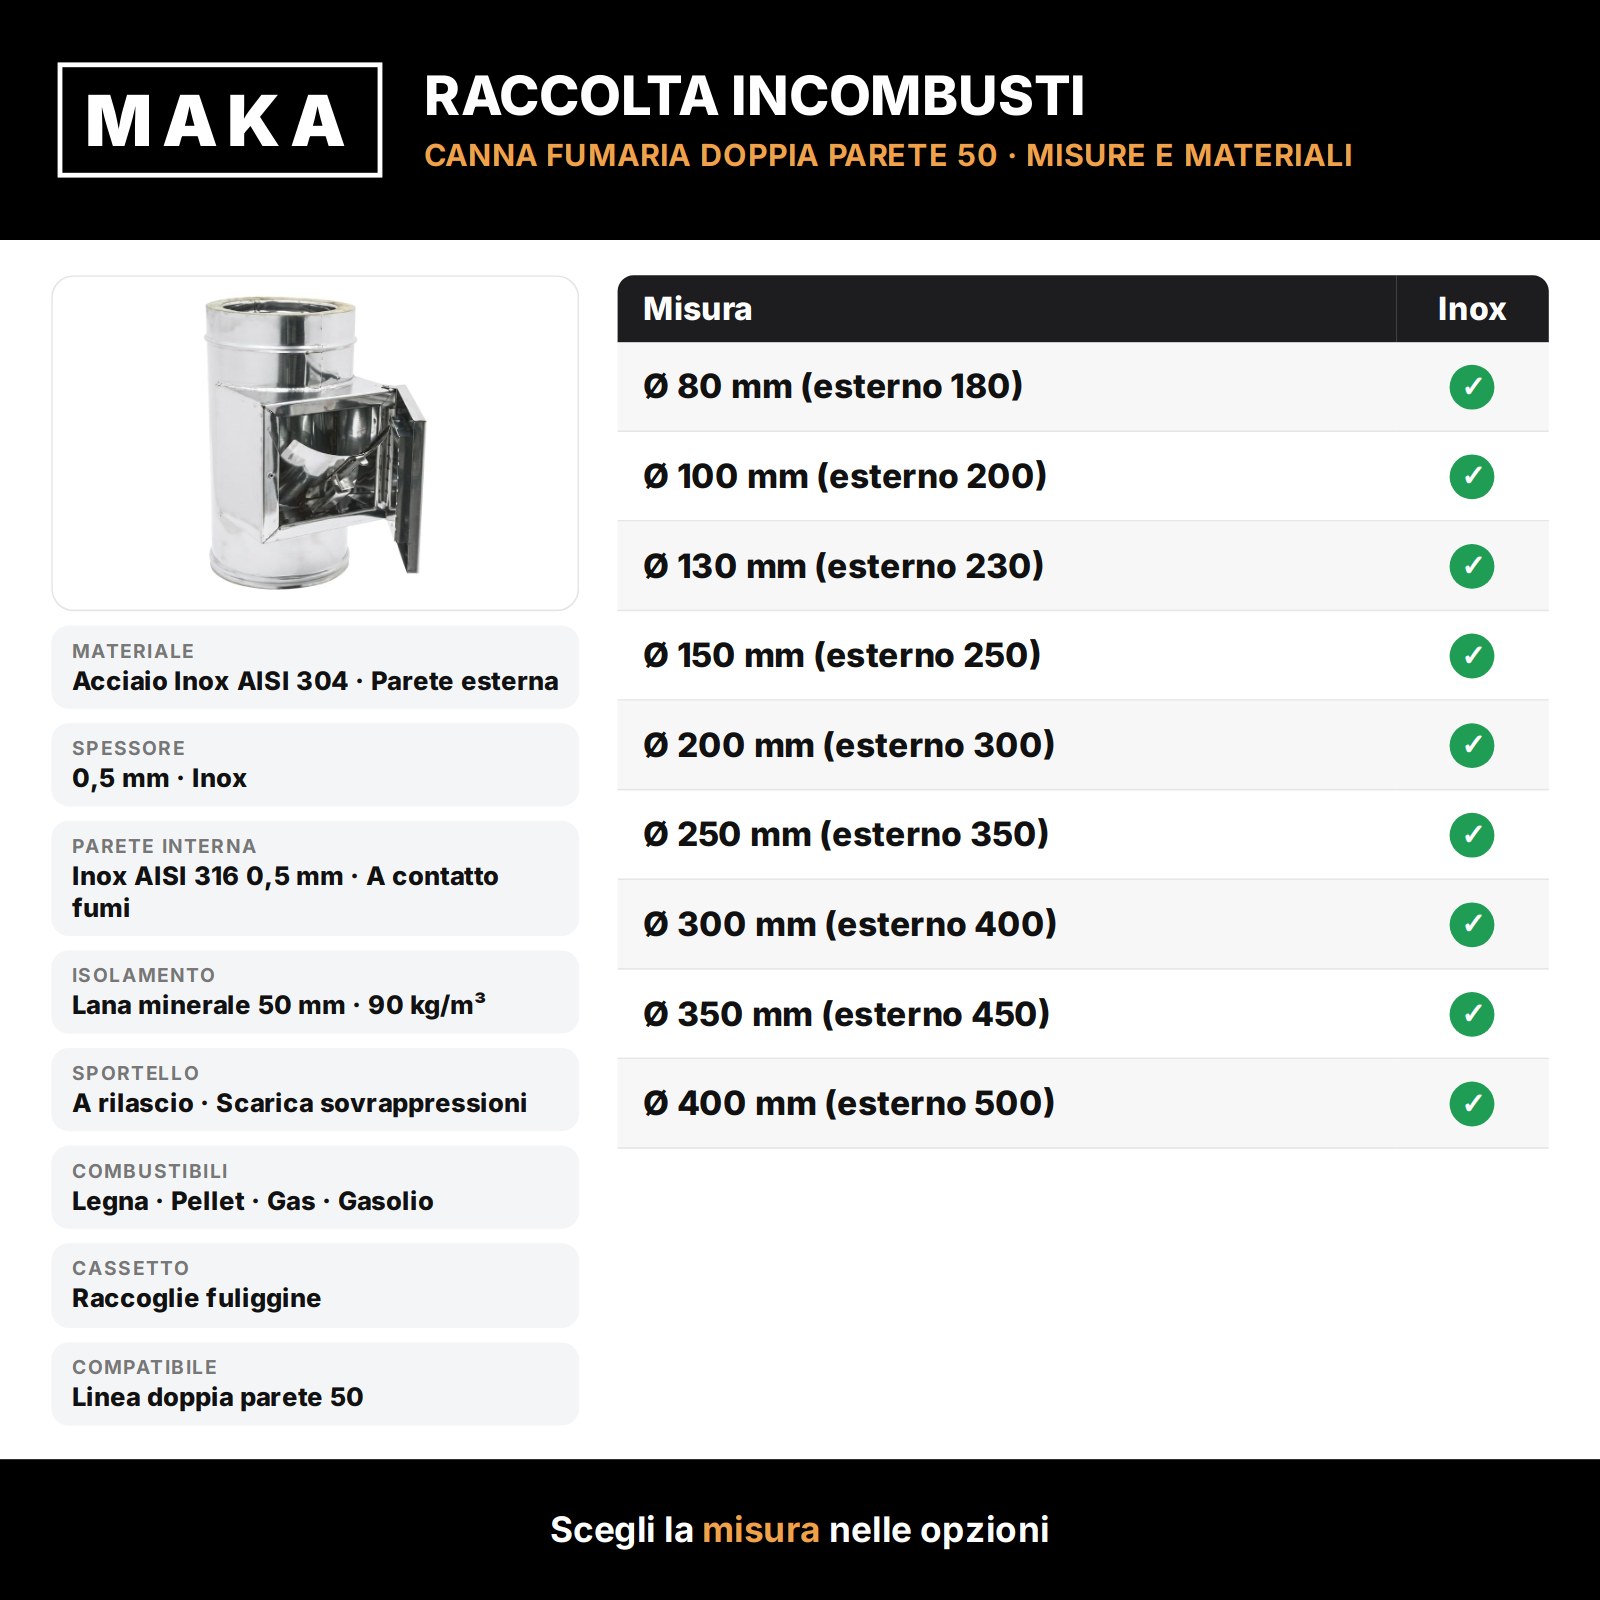 MAKA
RACCOLTA INCOMBUSTI
CANNA FUMARIA DOPPIA PARETE 50 · MISURE E MATERIALI
MATERIALE
Acciaio Inox AISI 304 · Parete esterna
SPESSORE
0,5 mm · Inox
PARETE INTERNA
Inox AISI 316 0,5 mm · A contatto
fumi
ISOLAMENTO
Lana minerale 50 mm · 90 kg/m³
SPORTELLO
A rilascio · Scarica sovrappressioni
COMBUSTIBILI
Legna · Pellet · Gas · Gasolio
CASSETTO
Raccoglie fuliggine
COMPATIBILE
Linea doppia parete 50
Misura Inox
Ø 80 mm (esterno 180) ✓
Ø 100 mm (esterno 200) ✓
Ø 130 mm (esterno 230) ✓
Ø 150 mm (esterno 250) ✓
Ø 200 mm (esterno 300) ✓
Ø 250 mm (esterno 350) ✓
Ø 300 mm (esterno 400) ✓
Ø 350 mm (esterno 450) ✓
Ø 400 mm (esterno 500) ✓
Scegli la misura nelle opzioni